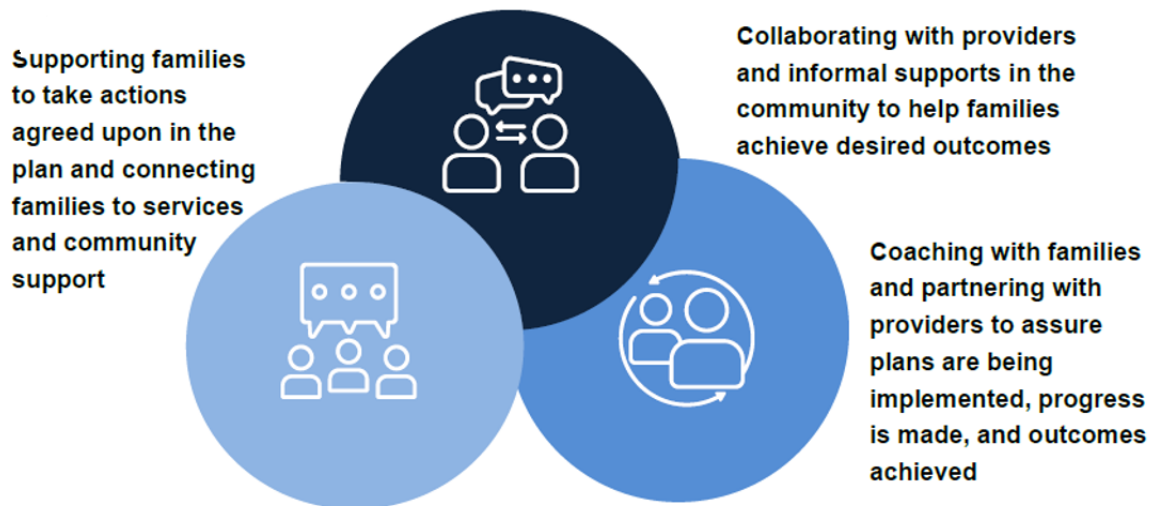 Supporting families
to take actions
agreed upon in the
plan and connecting
families to services
and community
support
Collaborating with providers
and informal supports in the
community to help families
achieve desired outcomes
Coaching with families
and partnering with
providers to assure
plans are being
implemented, progress
is made, and outcomes
achieved